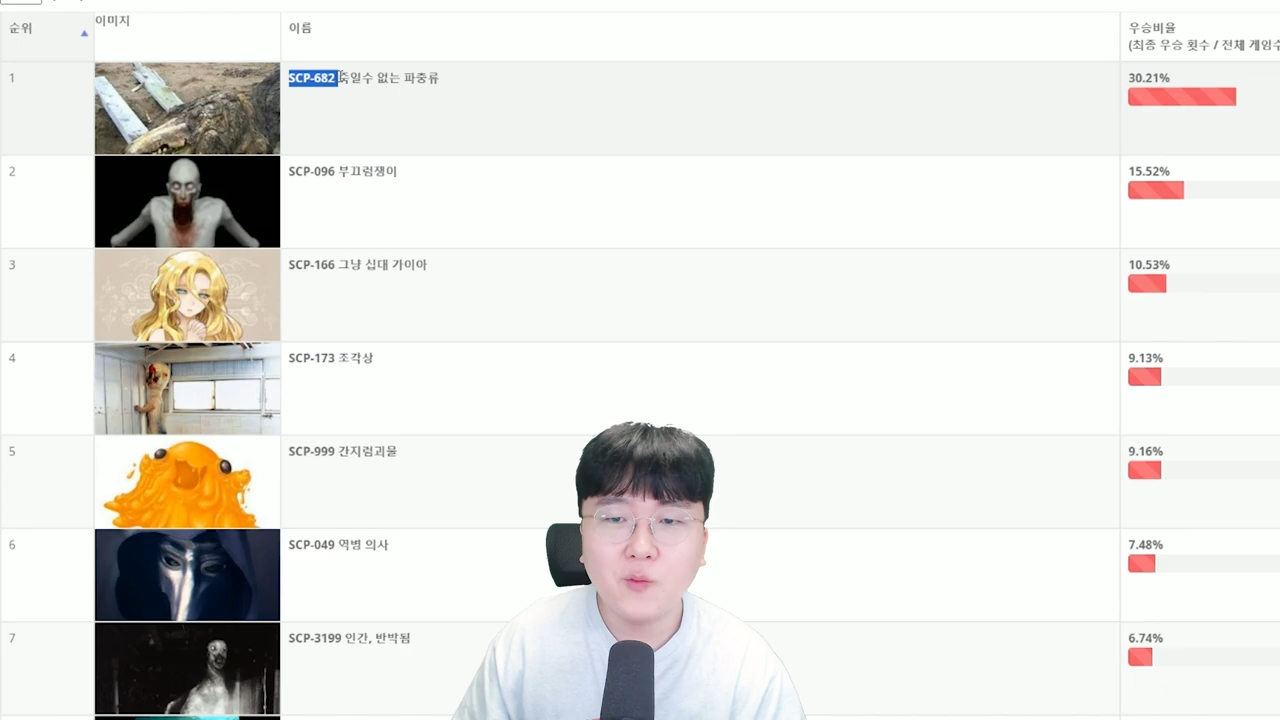 순위
이미지
이름
우승비율
(최종 우승 횟수 / 전체 게임수
1
SCP-682 죽일수 없는 파충류
30.21%
2
SCP-096 부끄럼쟁이
15.52%
3
SCP-166 그냥 십대 가이아
10.53%
4
SCP-173 조각상
9.13%
5
SCP-999 간지럼괴물
9.16%
6
SCP-049 역병 의사
7.48%
7
SCP-3199 인간, 반박됨
6.74%